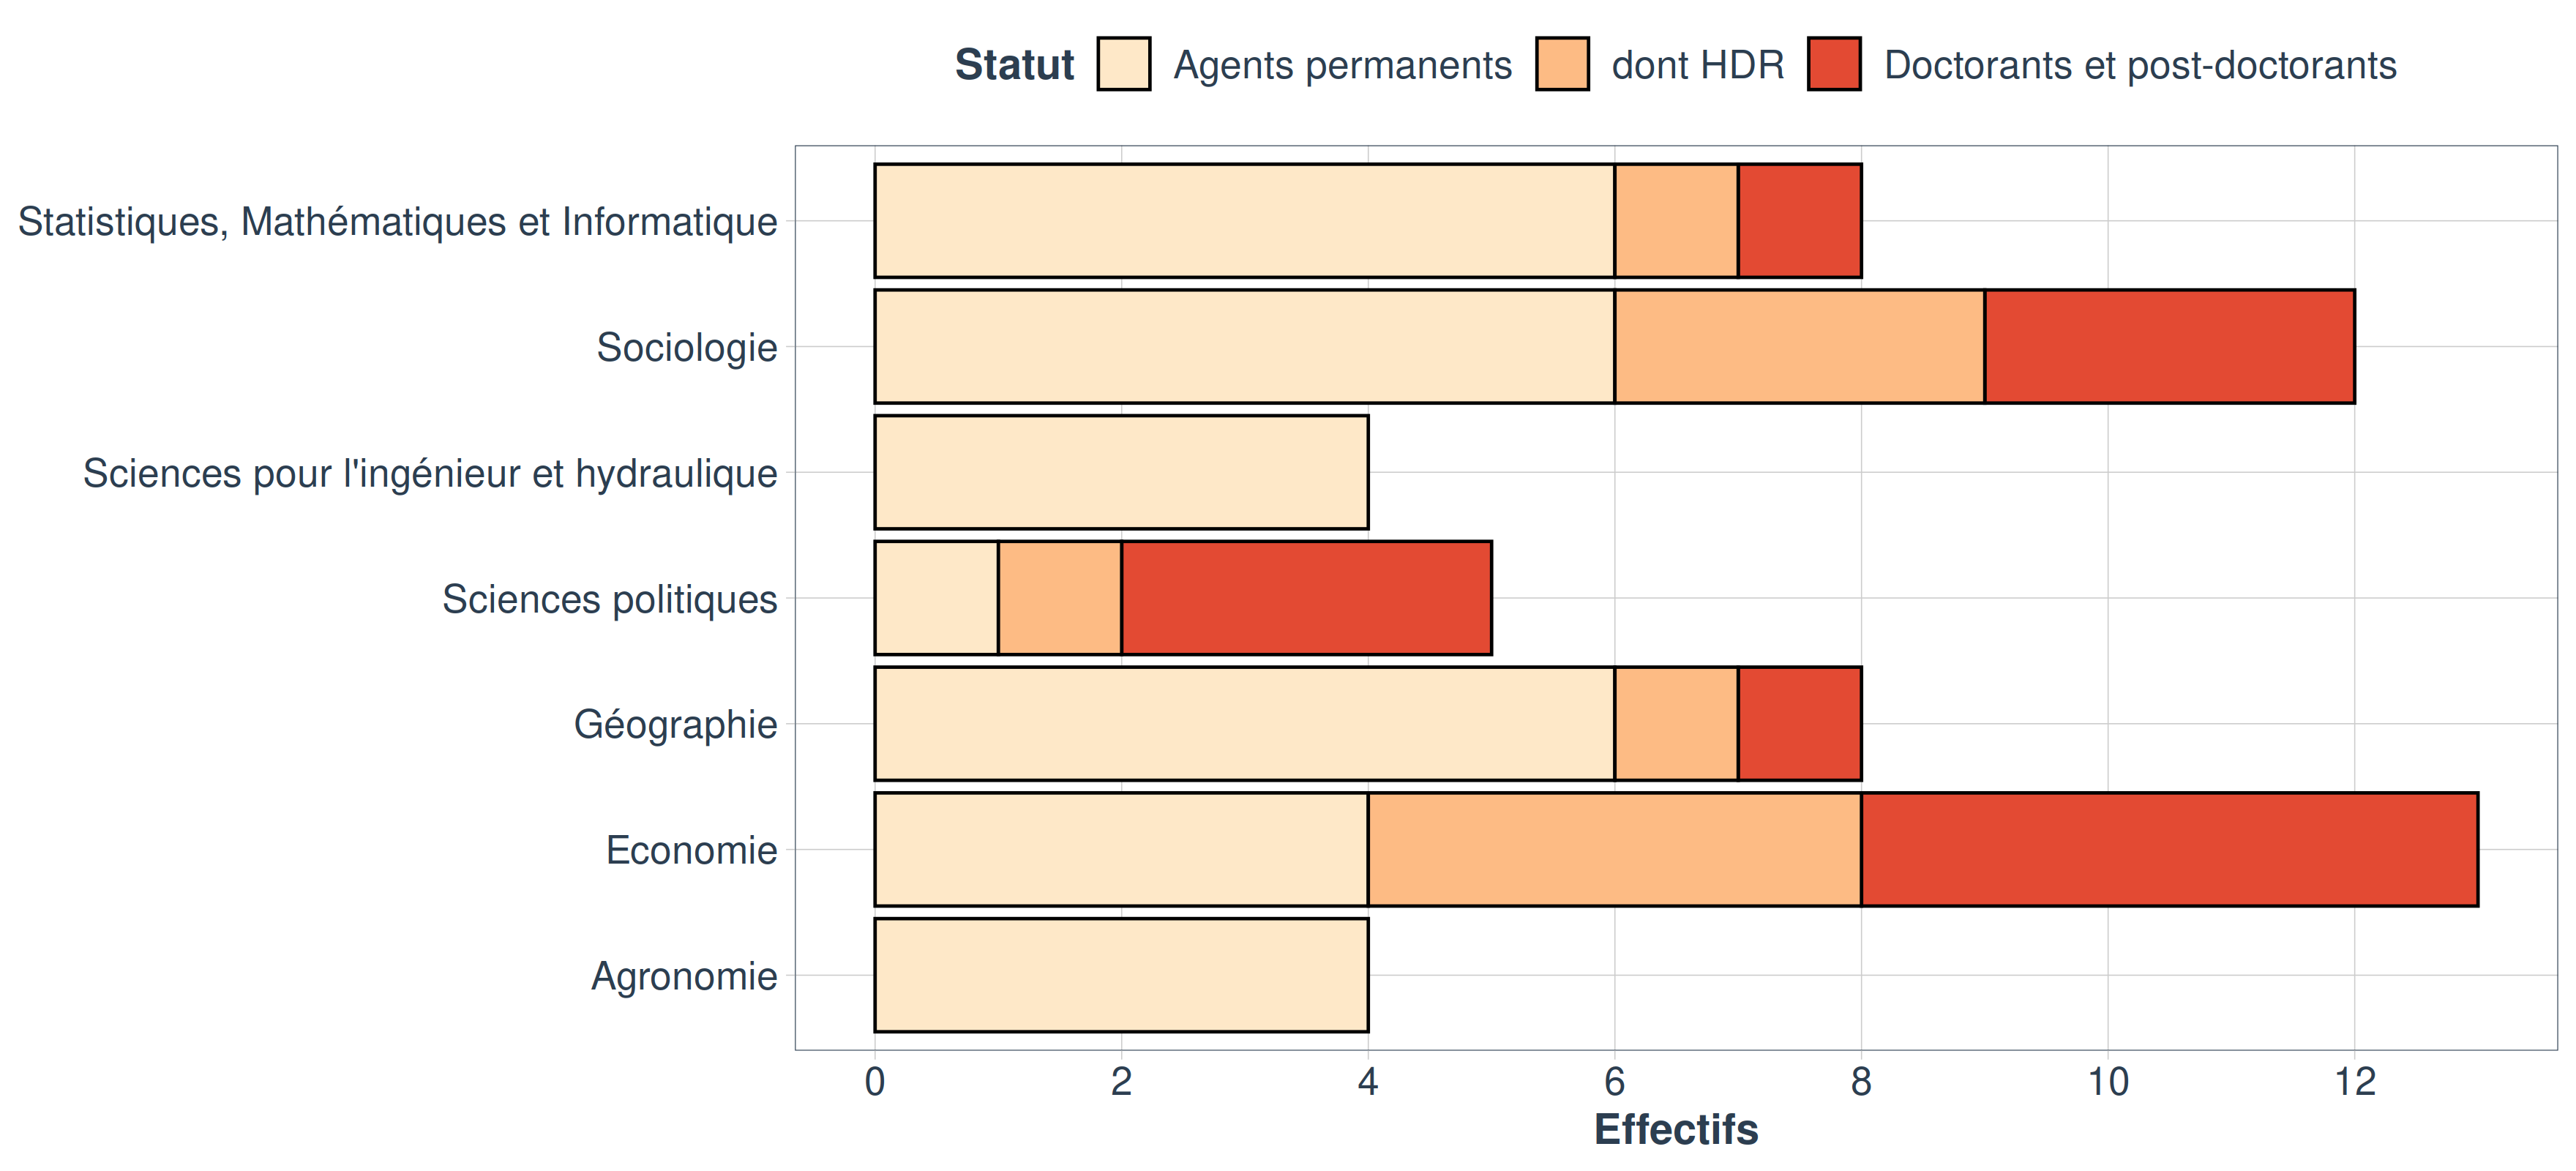 Statut Agents permanents dont HDR Doctorants et post-doctorants
Statistiques, Mathématiques et Informatique
Sociologie
Sciences pour l'ingénieur et hydraulique
Sciences politiques
Géographie
Economie
Agronomie
0 2 4 6 8 10 12
Effectifs